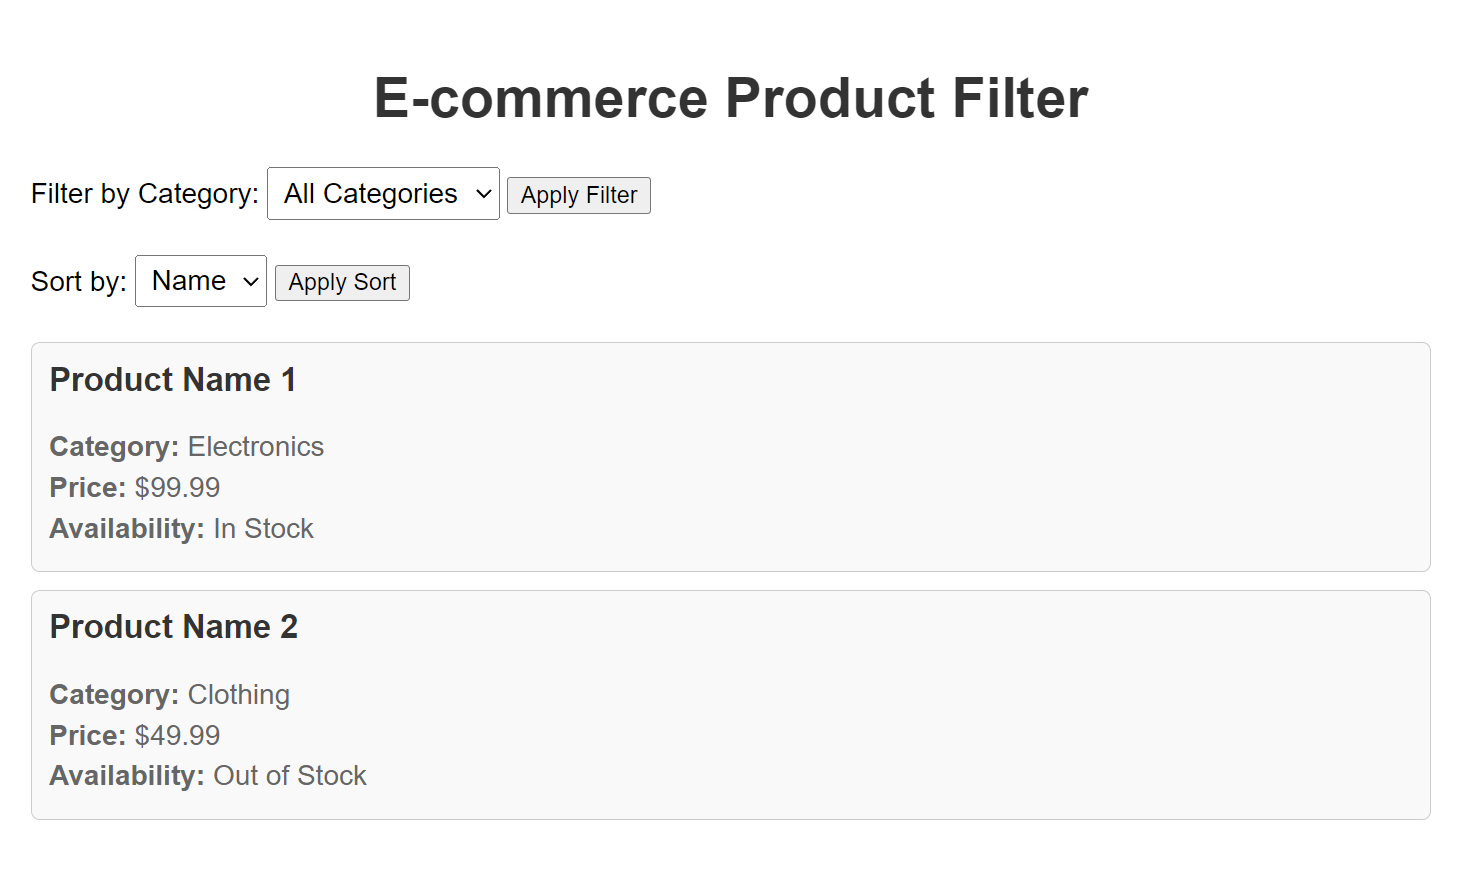 E-commerce Product Filter
Filter by Category: All Categories Apply Filter
Sort by: Name Apply Sort
Product Name 1
Category: Electronics
Price: $99.99
Availability: In Stock
Product Name 2
Category: Clothing
Price: $49.99
Availability: Out of Stock